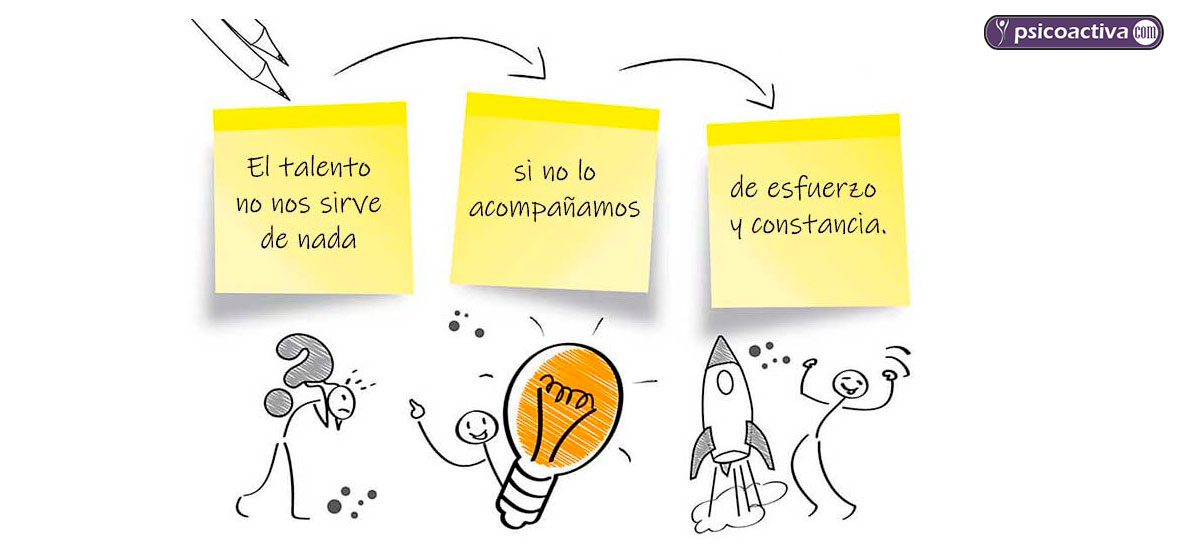 psicoactiva.com
El talento
no nos sirve
de nada
si no lo
acompañamos
de esfuerzo
y constancia.
?